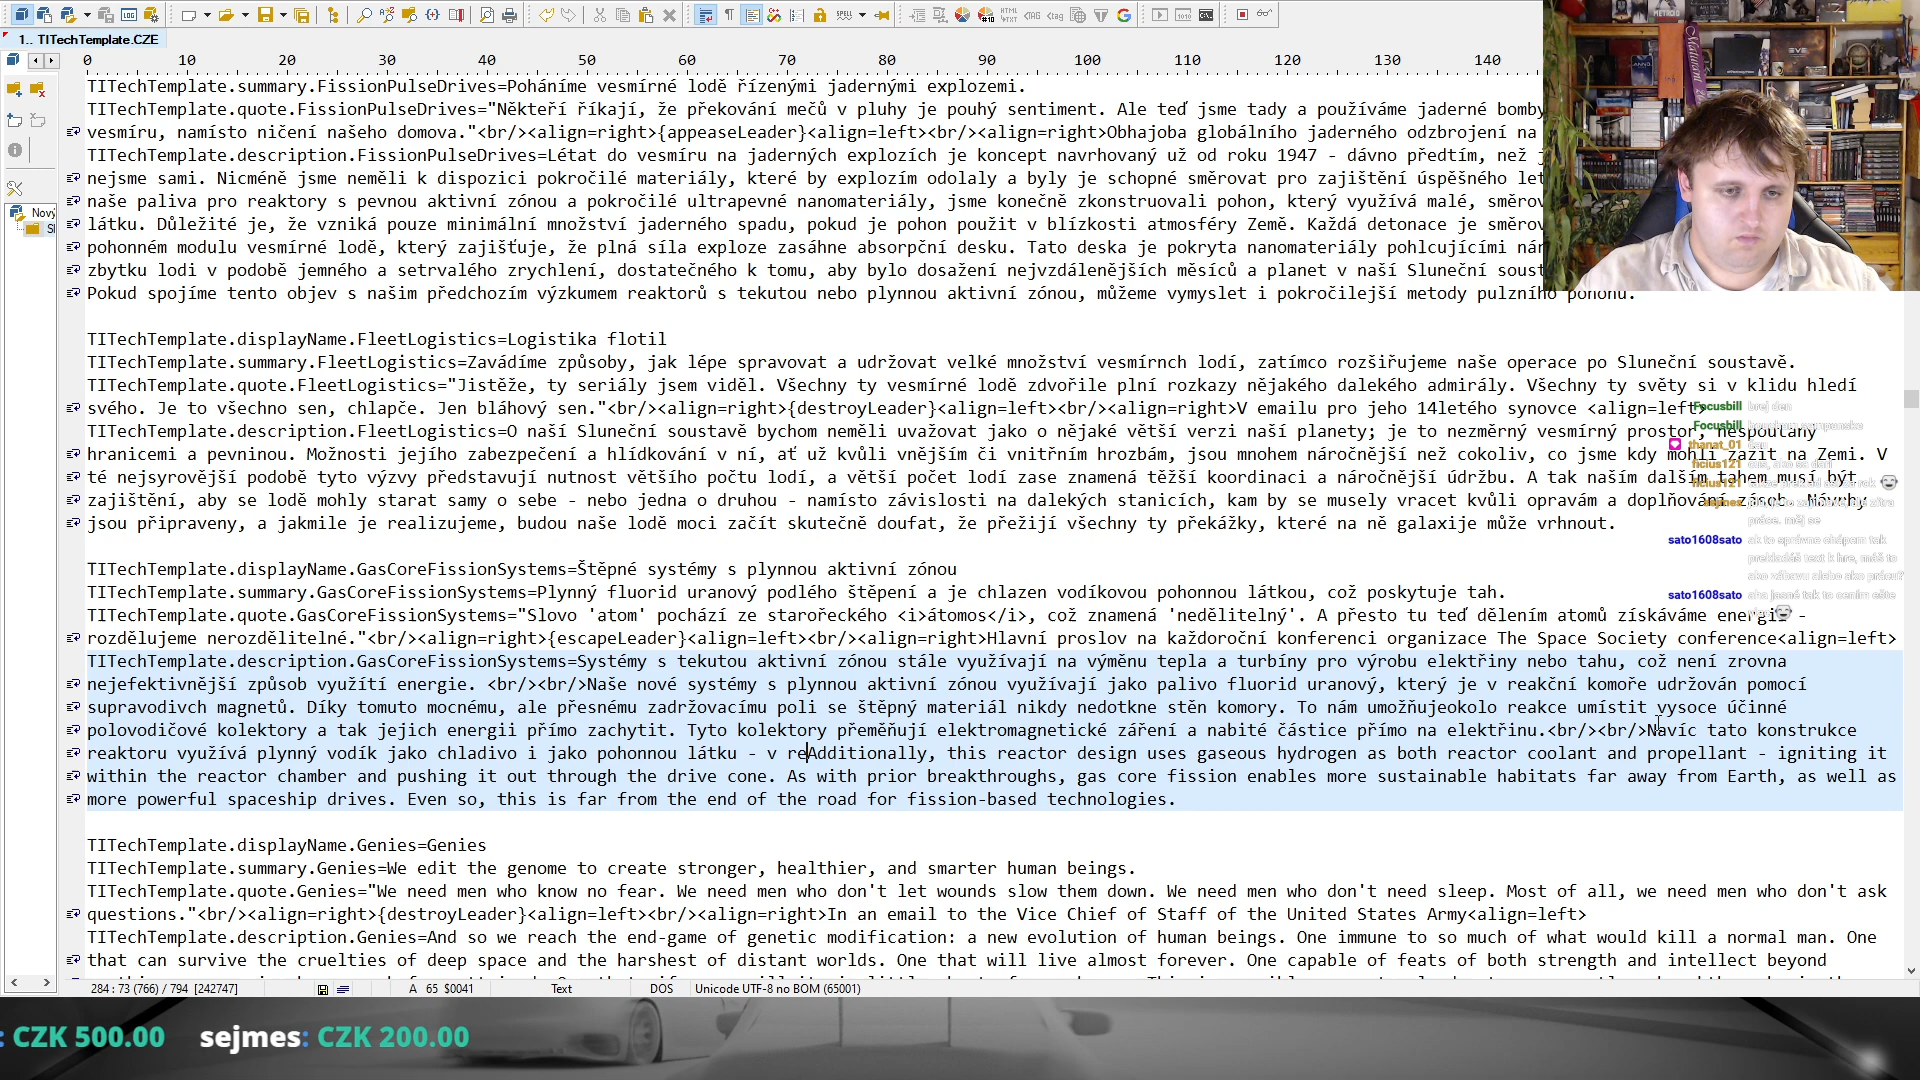 1.. TITechTemplate.CZE
0 10 20 30 40 50 60 70 80 90 100 110 120 130 140
TITechTemplate.summary.FissionPulseDrives=Poháníme vesmírné lodě řízenými jadernými explozemi.
TITechTemplate.quote.FissionPulseDrives="Někteří říkají, že překování mečů v pluhy je pouhý sentiment. Ale teď jsme tady a používáme jaderné bomby
vesmíru, namísto ničení našeho domova."<br/><align=right>{appeaseLeader}<align=left><br/><align=right>Obhajoba globálního jaderného odzbrojení na
TITechTemplate.description.FissionPulseDrives=Létat do vesmíru na jaderných explozích je koncept navrhovaný už od roku 1947 - dávno předtím, než
nejsme sami. Nicméně jsme neměli k dispozici pokročilé materiály, které by explozím odolaly a byly je schopné směrovat pro zajištění úspěšného
naše paliva pro reaktory s pevnou aktivní zónou a pokročilé ultrapevné nanomateriály, jsme konečně zkonstruovali pohon, který využívá malé,
látku. Důležité je, že vzniká pouze minimální množství jaderného spadu, pokud je pohon použit v blízkosti atmosféry Země. Každá detonace je
pohonném modulu vesmírné lodě, který zajišťuje, že plná síla exploze zasáhne absorpční desku. Tato deska je pokryta nanomateriály pohlcujícími
zbytku lodi v podobě jemného a setrvalého zrychlení, dostatečného k tomu, aby bylo dosažení nejvzdálenějších měsíců a planet v naší Sluneční
Pokud spojíme tento objev s našim předchozím výzkumem reaktorů s tekutou nebo plynnou aktivní zónou, můžeme vymyslet i pokročilejší metody pulzního pohonu.
TITechTemplate.displayName.FleetLogistics=Logistika flotil
TITechTemplate.summary.FleetLogistics=Zavádíme způsoby, jak lépe spravovat a udržovat velké množství vesmírnch lodí, zatímco rozšiřujeme naše operace po Sluneční soustavě.
TITechTemplate.quote.FleetLogistics="Jistěže, ty seriály jsem viděl. Všechny ty vesmírné lodě zdvořile plní rozkazy nějakého dalekého admirály. Všechny ty světy si v klidu hledí
svého. Je to všechno sen, chlapče. Jen bláhový sen."<br/><align=right>{destroyLeader}<align=left><br/><align=right>V emailu pro jeho 14letého synovce <align=left>
TITechTemplate.description.FleetLogistics=O naší Sluneční soustavě bychom neměli uvažovat jako o nějaké větší verzi naší planety; je to nezměrný vesmírný prostor, nespoutaný
hranicemi a pevninou. Možnosti jejího zabezpečení a hlídkování v ní, ať už kvůli vnějším či vnitřním hrozbám, jsou mnohem náročnější než cokoliv, co jsme kdy mohli zažít na Zemi. V
té nejsyrovější podobě tyto výzvy představují nutnost většího počtu lodí, a větší počet lodí zase znamená těžší koordinaci a náročnější údržbu. A tak naším dalším tahem musí být
zajištění, aby se lodě mohly starat samy o sebe - nebo jedna o druhou - namísto závislosti na dalekých stanicích, kam by se musely vracet kvůli opravám a doplňování zásob. Návrhy
jsou připraveny, a jakmile je realizujeme, budou naše lodě moci začít skutečně doufat, že přežijí všechny ty překážky, které na ně galaxije může vrhnout.
TITechTemplate.displayName.GasCoreFissionSystems=Štěpné systémy s plynnou aktivní zónou
TITechTemplate.summary.GasCoreFissionSystems=Plynný fluorid uranový podlého štěpení a je chlazen vodíkovou pohonnou látkou, což poskytuje tah.
TITechTemplate.quote.GasCoreFissionSystems="Slovo 'atom' pochází ze starořeckého <i>átomos</i>, což znamená 'nedělitelný'. A přesto tu teď dělením atomů získáváme energii -
rozdělujeme nerozdělitelné."<br/><align=right>{escapeLeader}<align=left><br/><align=right>Hlavní proslov na každoroční konferenci organizace The Space Society conference<align=left>
TITechTemplate.description.GasCoreFissionSystems=Systémy s tekutou aktivní zónou stále využívají na výměnu tepla a turbíny pro výrobu elektřiny nebo tahu, což není zrovna
nejefektivnější způsob využítí energie. <br/><br/>Naše nové systémy s plynnou aktivní zónou využívají jako palivo fluorid uranový, který je v reakční komoře udržován pomocí
supravodivch magnetů. Díky tomuto mocnému, ale přesnému zadržovacímu poli se štěpný materiál nikdy nedotkne stěn komory. To nám umožňujeokolo reakce umístit vysoce účinné
polovodičové kolektory a tak jejich energii přímo zachytit. Tyto kolektory přeměňují elektromagnetické záření a nabité částice přímo na elektřinu.<br/><br/>Navíc tato konstrukce
reaktoru využívá plynný vodík jako chladivo i jako pohonnou látku - v reAdditionally, this reactor design uses gaseous hydrogen as both reactor coolant and propellant - igniting it
within the reactor chamber and pushing it out through the drive cone. As with prior breakthroughs, gas core fission enables more sustainable habitats far away from Earth, as well as
more powerful spaceship drives. Even so, this is far from the end of the road for fission-based technologies.
TITechTemplate.displayName.Genies=Genies
TITechTemplate.summary.Genies=We edit the genome to create stronger, healthier, and smarter human beings.
TITechTemplate.quote.Genies="We need men who know no fear. We need men who don't let wounds slow them down. We need men who don't need sleep. Most of all, we need men who don't ask
questions."<br/><align=right>{destroyLeader}<align=left><br/><align=right>In an email to the Vice Chief of Staff of the United States Army<align=left>
TITechTemplate.description.Genies=And so we reach the end-game of genetic modification: a new evolution of human beings. One immune to so much of what would kill a normal man. One
that can survive the cruelties of deep space and the harshest of distant worlds. One that will live almost forever. One capable of feats of both strength and intellect beyond
Focusbill brej den
Focusbill
thanat_01
ficius121
ficius121
sejmes
sato1608sato
sato1608sato
284 : 73 (766) / 794 [242747] A 65 $0041 Text DOS Unicode UTF-8 no BOM (65001)
: CZK 500.00 sejmes: CZK 200.00